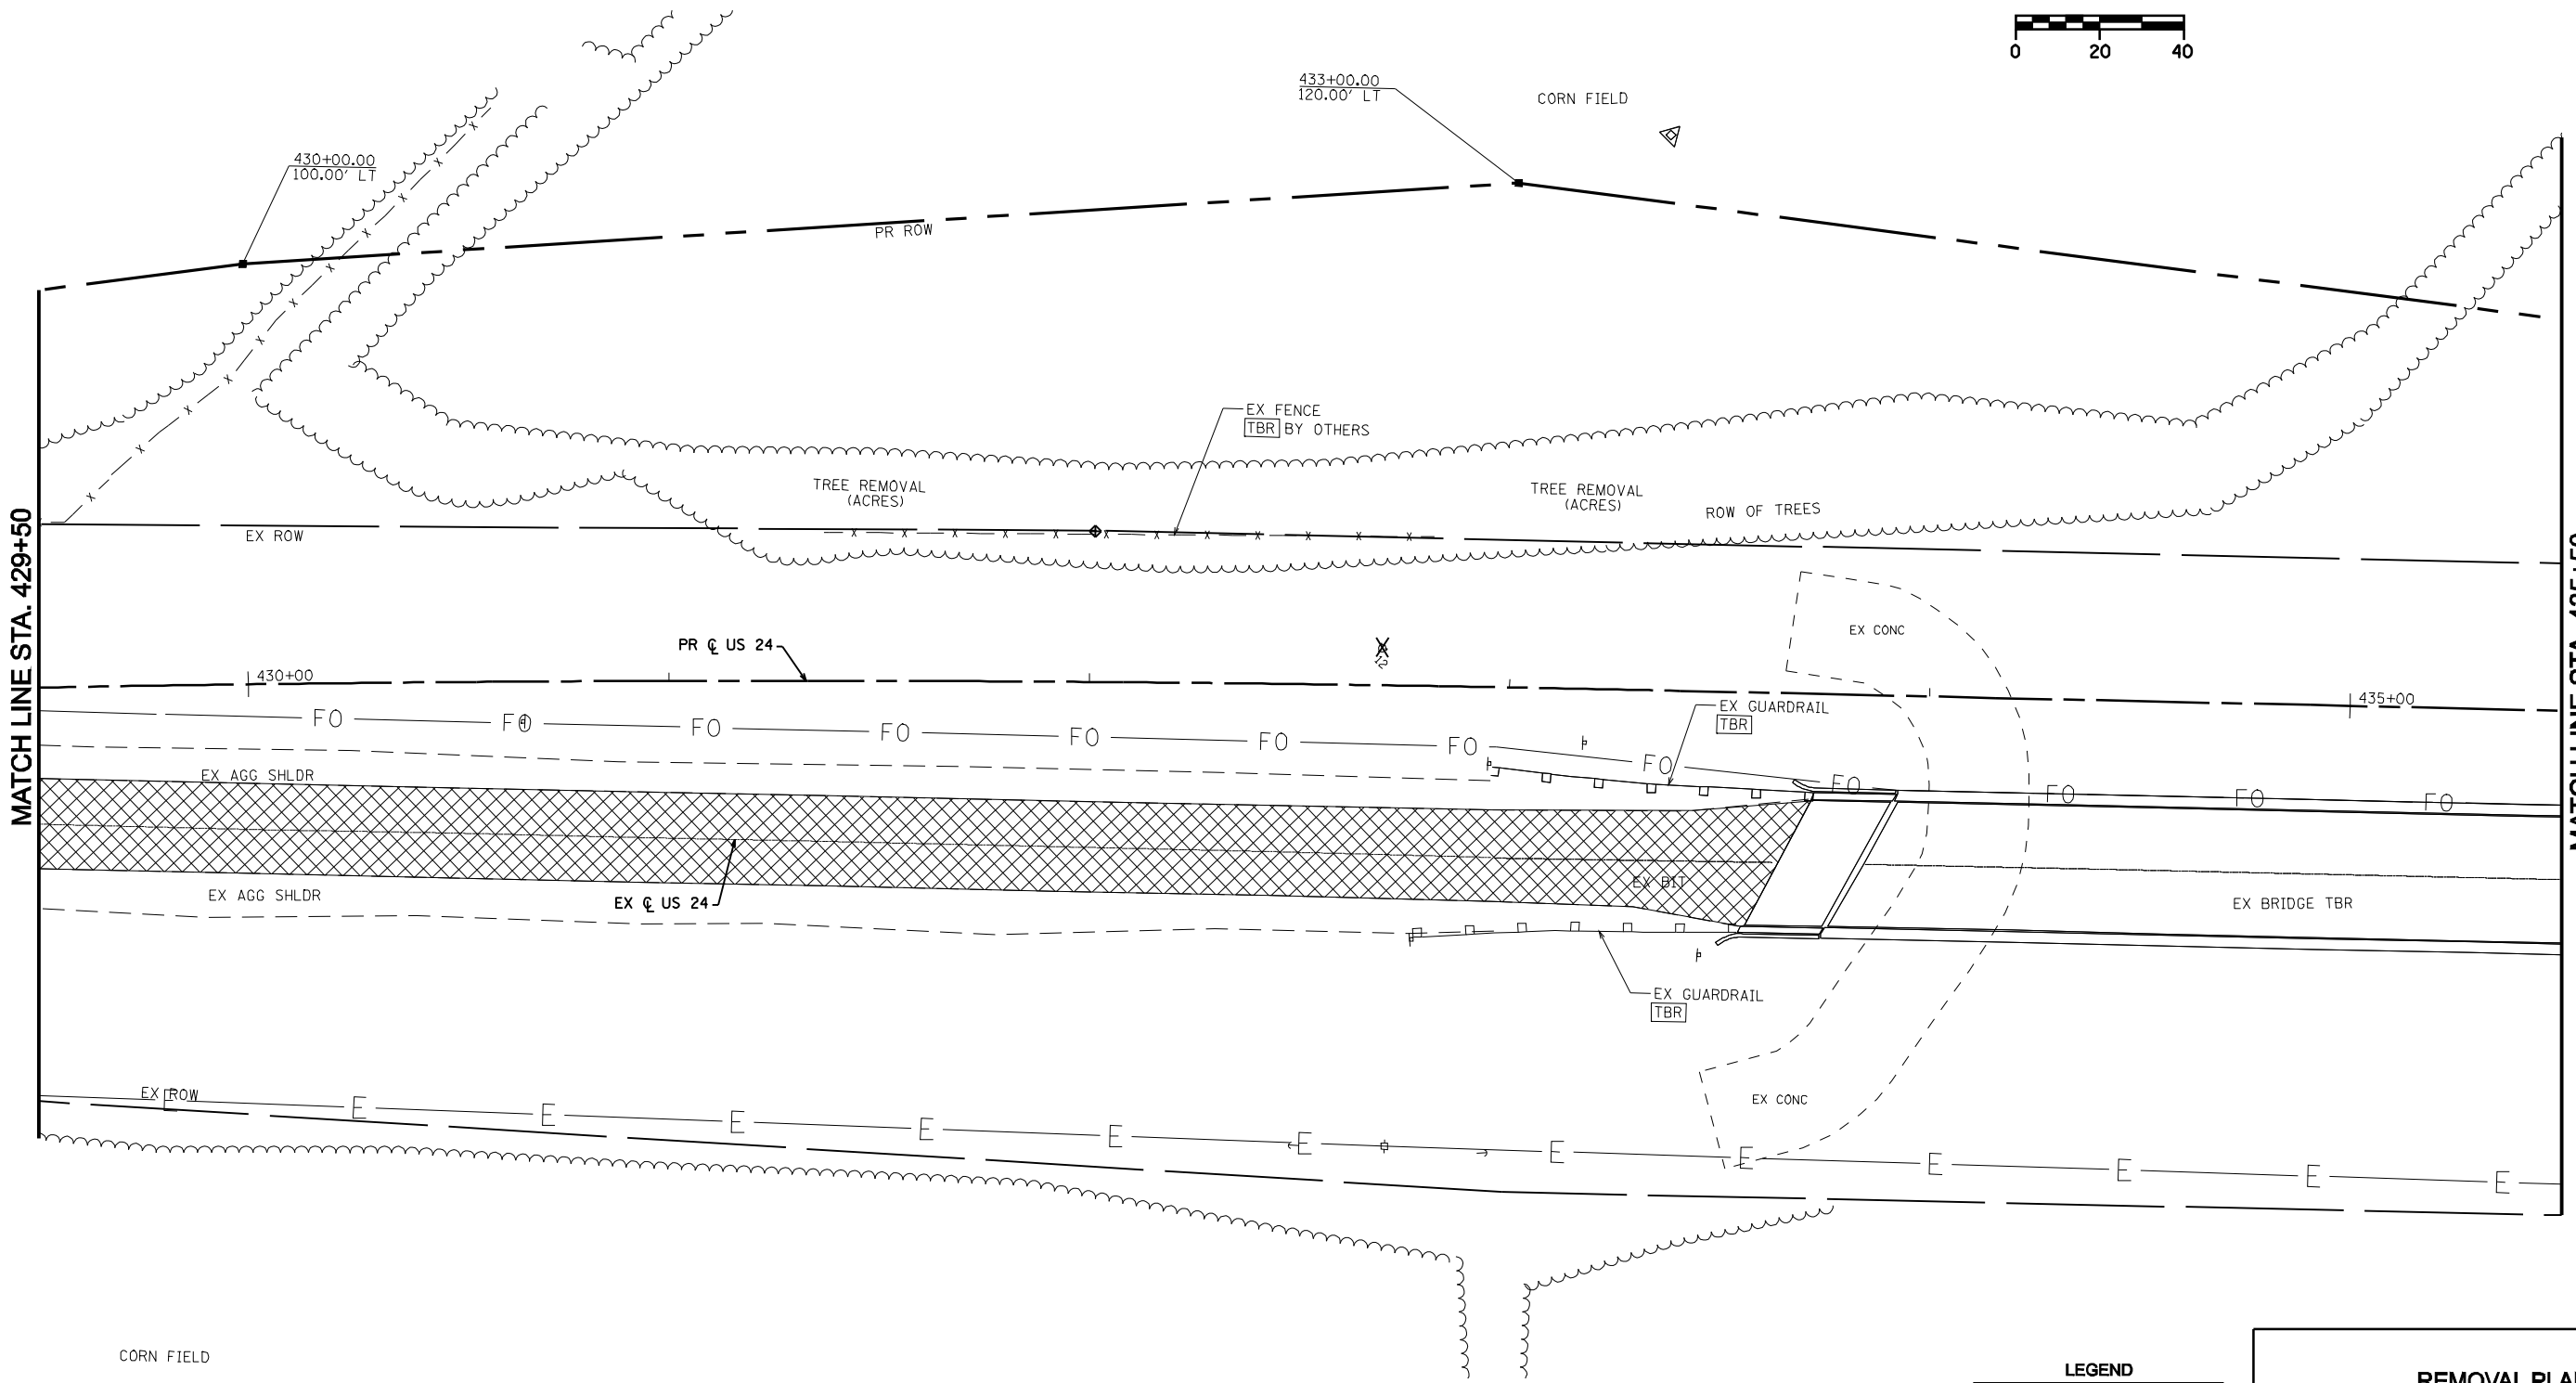 0 20 40
433+00.00
120.00' LT
CORN FIELD
430+00.00
100.00' LT
PR ROW
EX FENCE
TBR BY OTHERS
TREE REMOVAL
(ACRES)
TREE REMOVAL
(ACRES)
ROW OF TREES
EX ROW
MATCH LINE STA. 429+50
EX CONC
PR ℄ US 24
430+00
435+00
EX GUARDRAIL
TBR
FO FO FO FO FO FO FO FO FO FO FO FO
EX AGG SHLDR
EX BIT
EX AGG SHLDR
EX ℄ US 24
EX BRIDGE TBR
EX GUARDRAIL
TBR
EX ROW
EX CONC
E E E E E E E E E E E E E
CORN FIELD
LEGEND
REMOVAL PLA